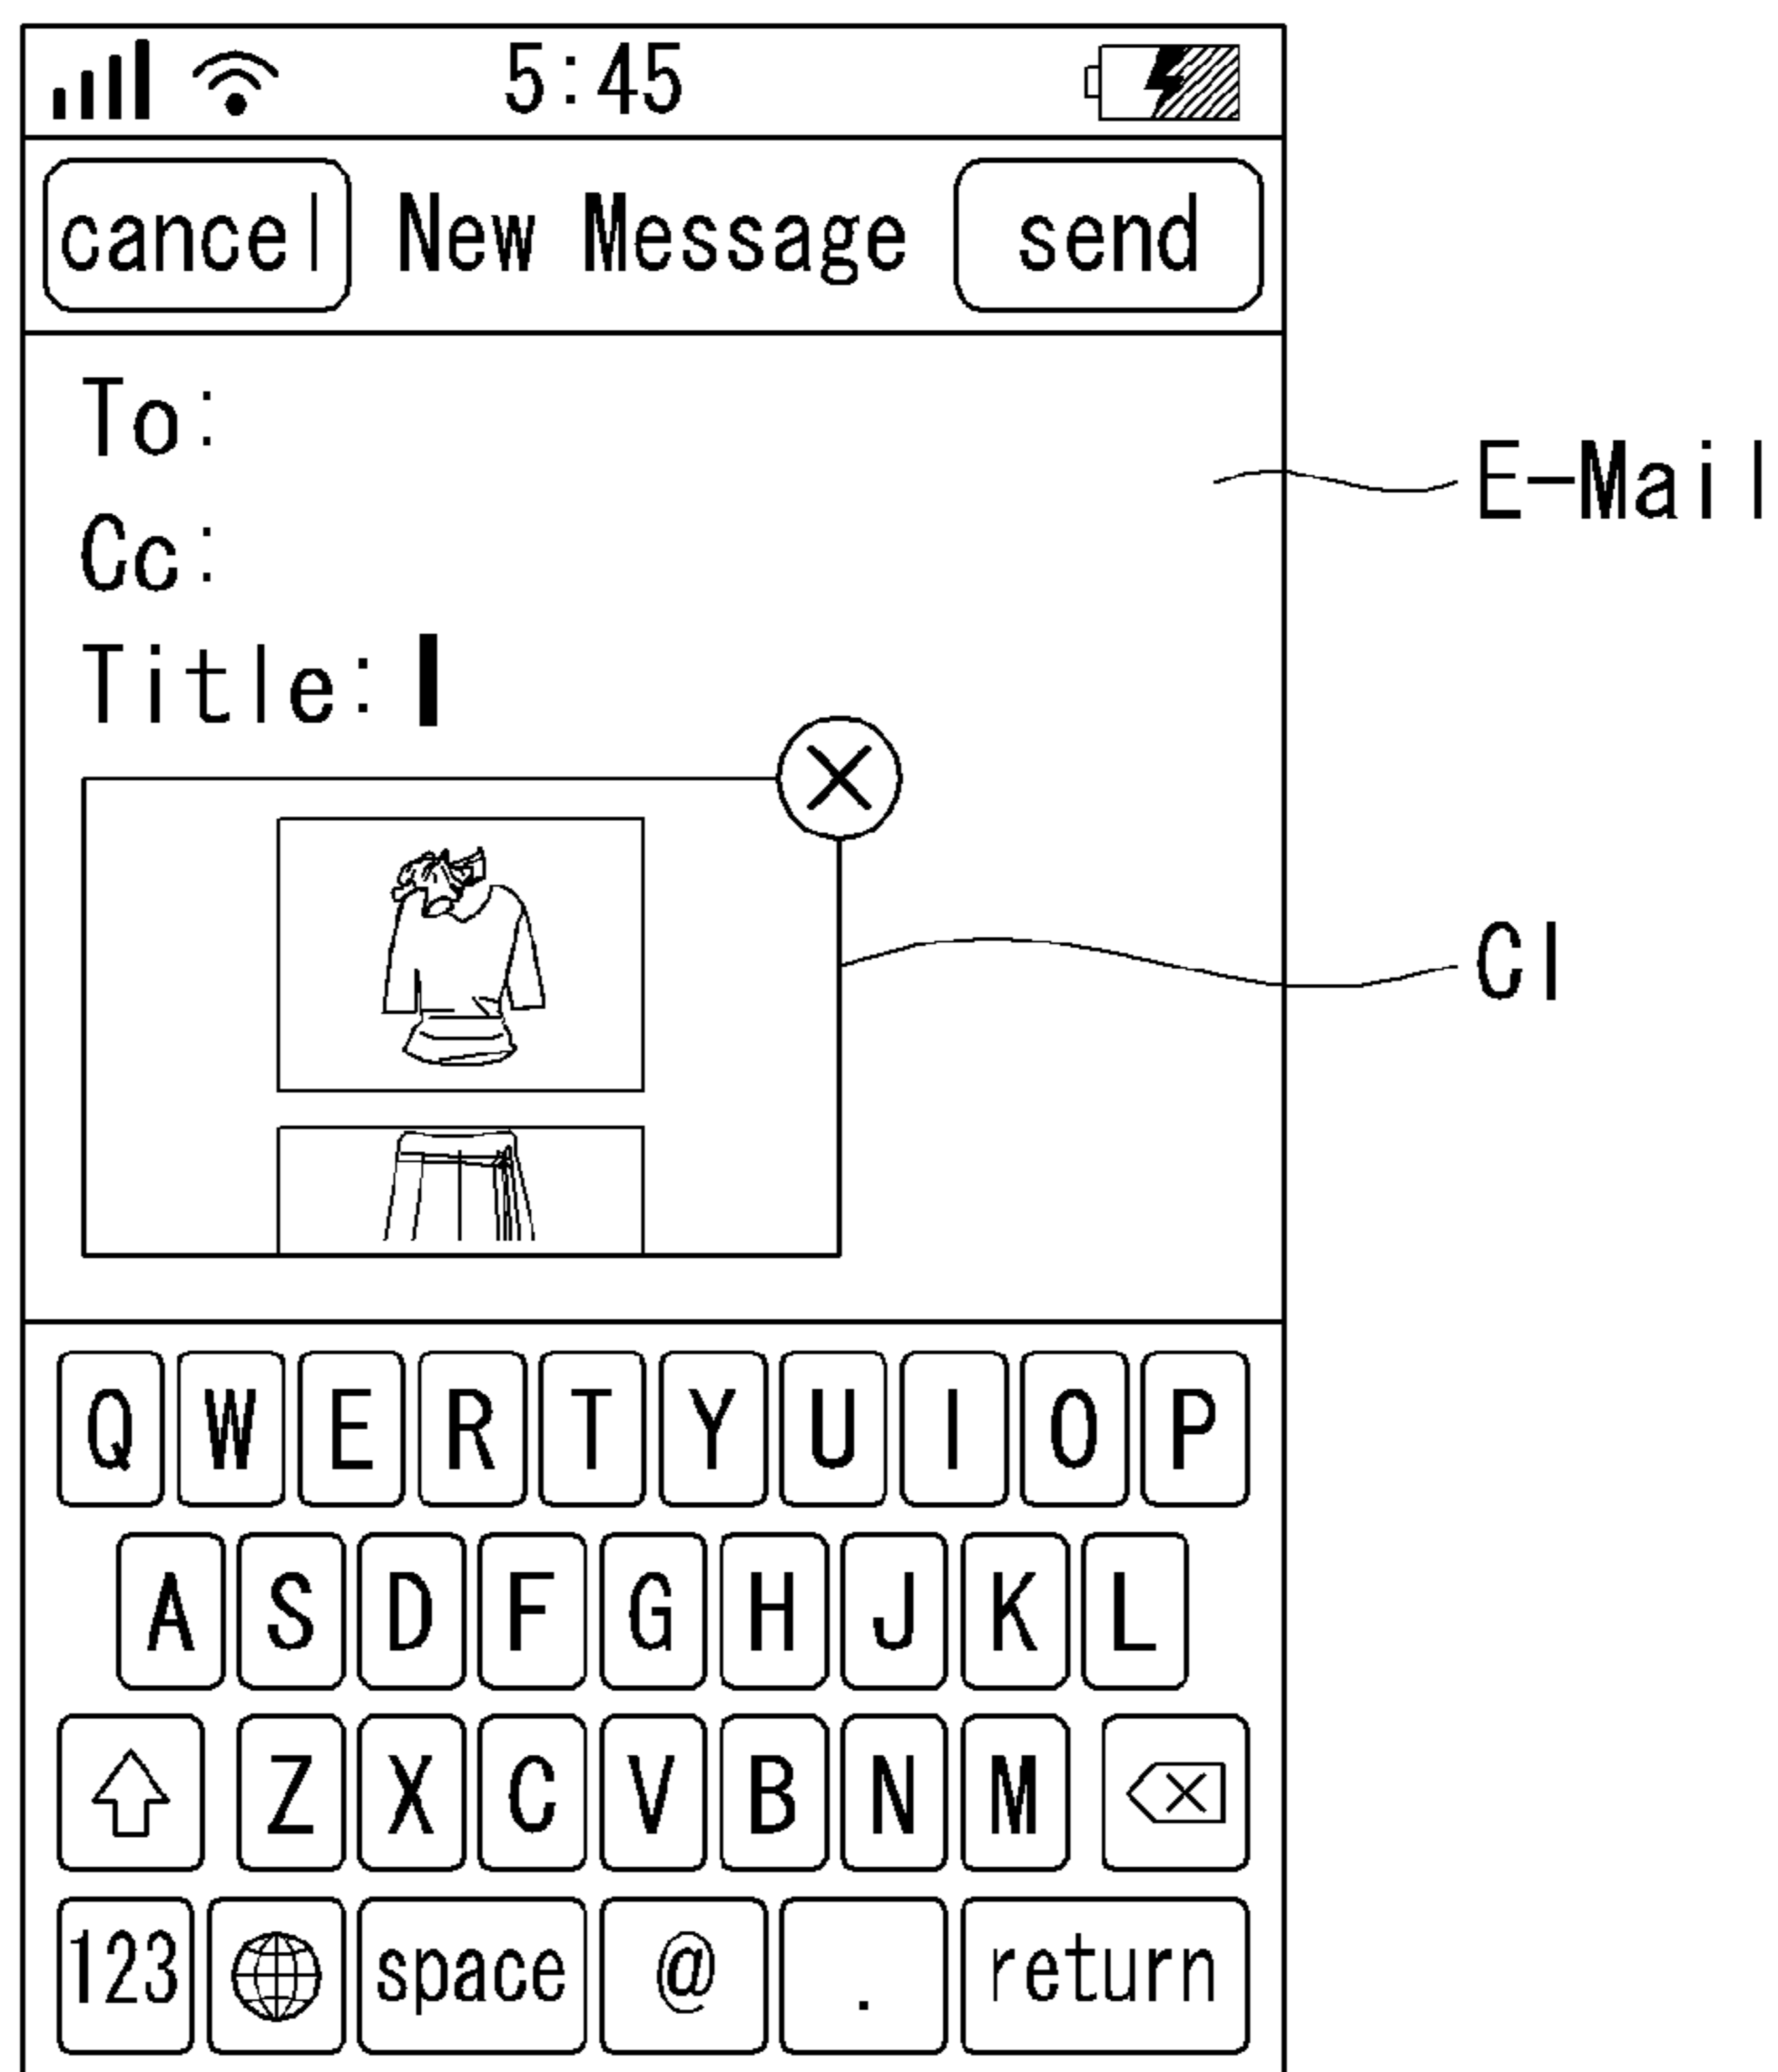 5:45
cancel New Message send
To:
E-Mail
Cc:
Title:
CI
Q W E R T Y U I O P
A S D F G H J K L
Z X C V B N M
123 space @ . return